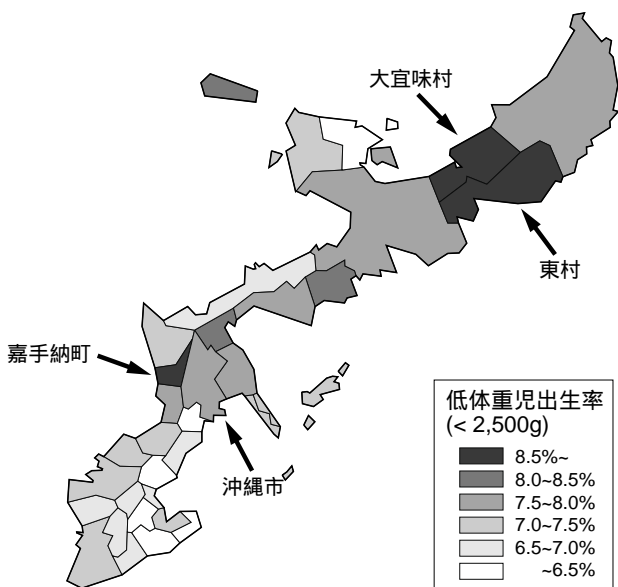 大宜味村
東村
嘉手納町
沖縄市
低体重児出生率
(< 2,500g)
8.5%~
8.0~8.5%
7.5~8.0%
7.0~7.5%
6.5~7.0%
~6.5%